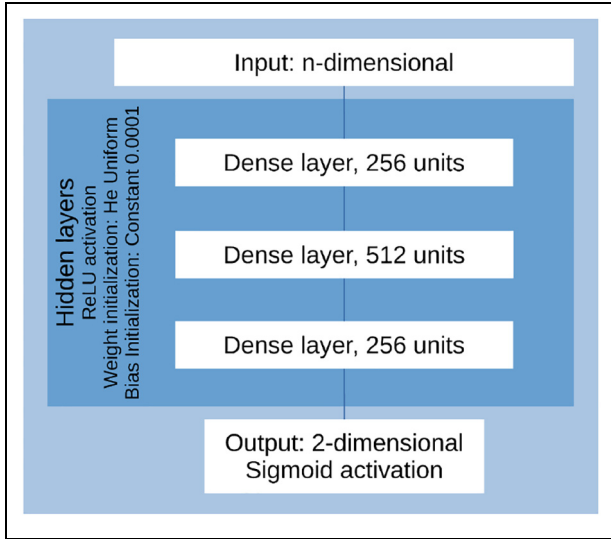 Input: n-dimensional
Hidden layers
ReLU activation
Weight initialization: He Uniform
Bias Initialization: Constant 0.0001
Dense layer, 256 units
Dense layer, 512 units
Dense layer, 256 units
Output: 2-dimensional
Sigmoid activation